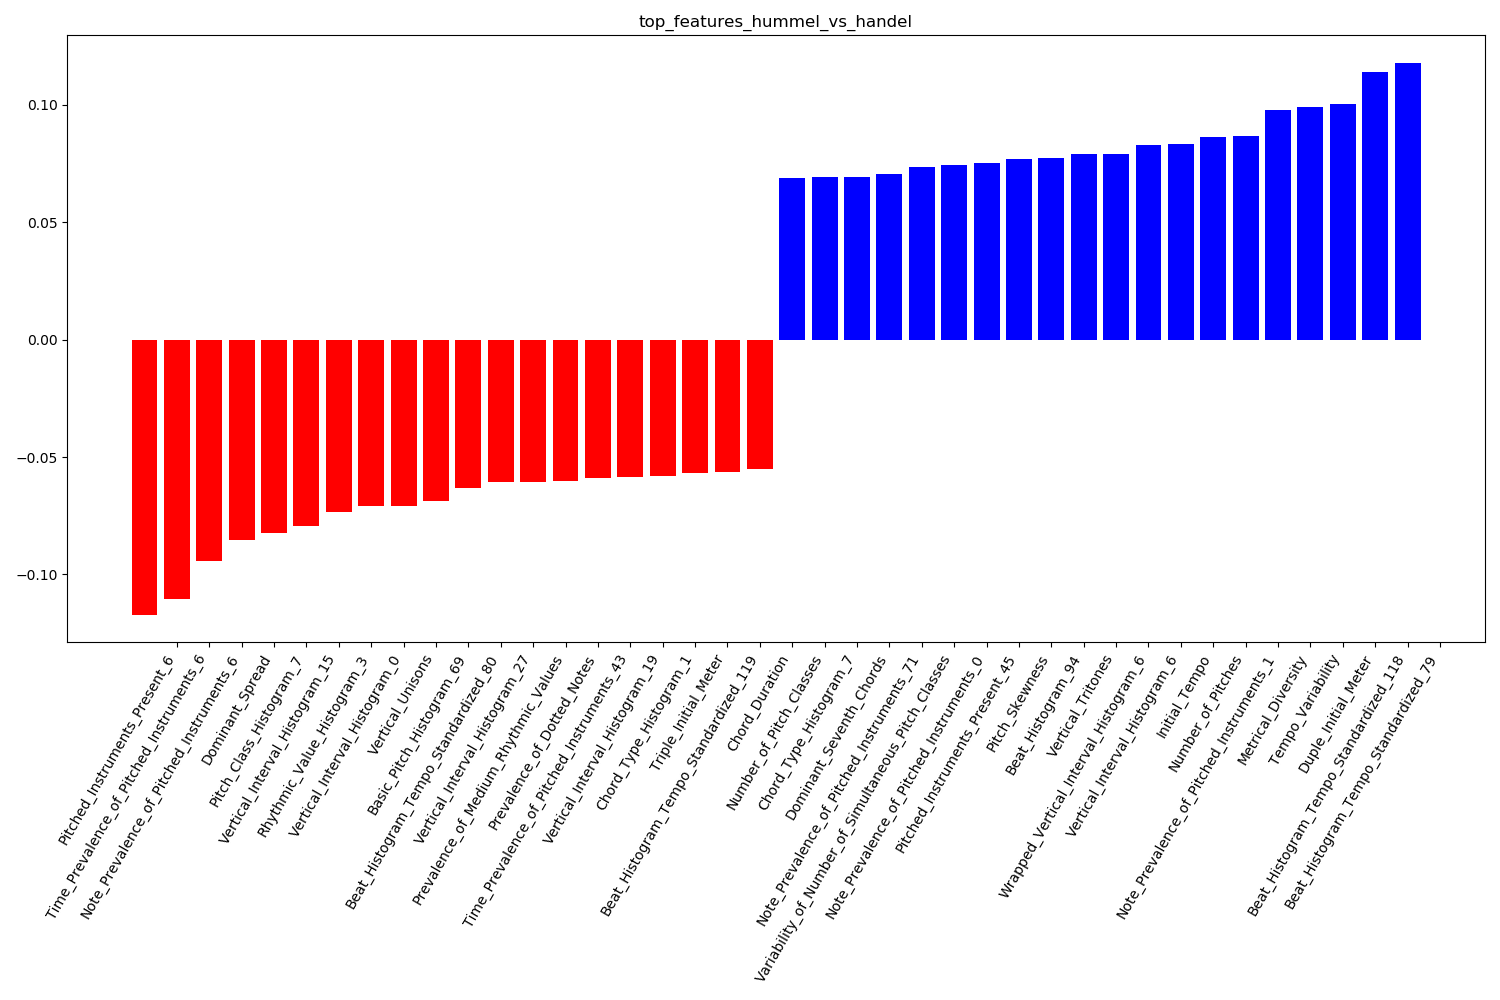 top_features_hummel_vs_handel
0.10
0.05
0.00
−0.05
−0.10
Pitched_Instruments_Present_6
Time_Prevalence_of_Pitched_Instruments_6
Note_Prevalence_of_Pitched_Instruments_6
Dominant_Spread
Pitch_Class_Histogram_7
Vertical_Interval_Histogram_15
Rhythmic_Value_Histogram_3
Vertical_Interval_Histogram_0
Vertical_Unisons
Basic_Pitch_Histogram_69
Beat_Histogram_Tempo_Standardized_80
Vertical_Interval_Histogram_27
Prevalence_of_Medium_Rhythmic_Values
Prevalence_of_Dotted_Notes
Time_Prevalence_of_Pitched_Instruments_43
Vertical_Interval_Histogram_19
Chord_Type_Histogram_1
Triple_Initial_Meter
Beat_Histogram_Tempo_Standardized_119
Chord_Duration
Number_of_Pitch_Classes
Chord_Type_Histogram_7
Dominant_Seventh_Chords
Note_Prevalence_of_Pitched_Instruments_71
Variability_of_Number_of_Simultaneous_Pitch_Classes
Note_Prevalence_of_Pitched_Instruments_0
Pitched_Instruments_Present_45
Pitch_Skewness
Beat_Histogram_94
Vertical_Tritones
Wrapped_Vertical_Interval_Histogram_6
Vertical_Interval_Histogram_6
Initial_Tempo
Number_of_Pitches
Note_Prevalence_of_Pitched_Instruments_1
Metrical_Diversity
Tempo_Variability
Duple_Initial_Meter
Beat_Histogram_Tempo_Standardized_118
Beat_Histogram_Tempo_Standardized_79